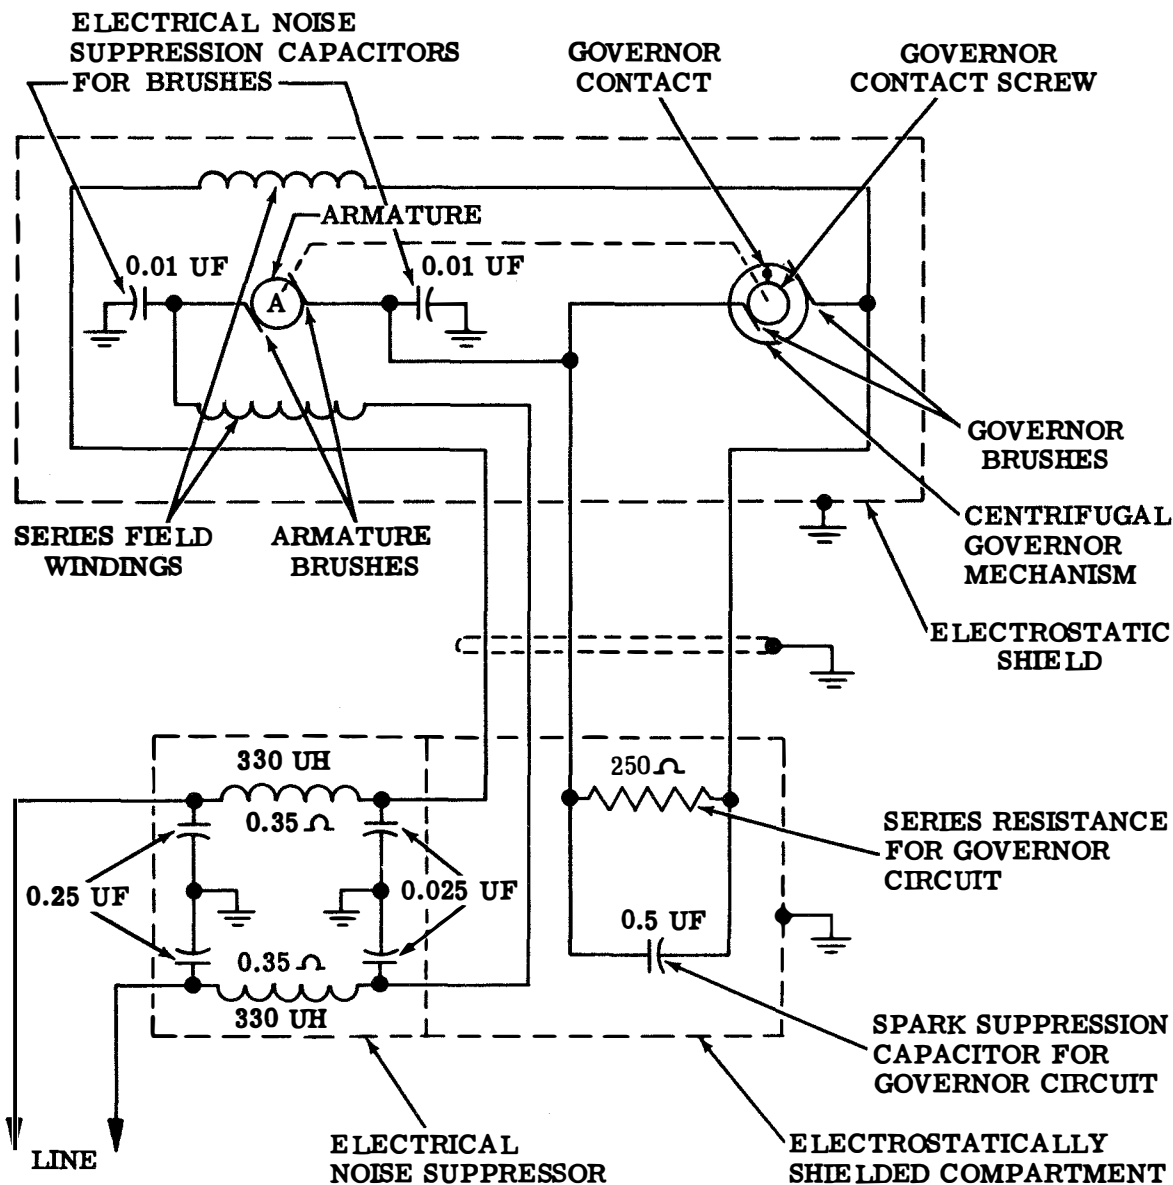 ELECTRICAL NOISE
SUPPRESSION CAPACITORS
FOR BRUSHES
GOVERNOR
CONTACT
GOVERNOR
CONTACT SCREW
ARMATURE
0.01 UF
0.01 UF
A
GOVERNOR
BRUSHES
SERIES FIELD
WINDINGS
ARMATURE
BRUSHES
CENTRIFUGAL
GOVERNOR
MECHANISM
ELECTROSTATIC
SHIELD
330 UH
0.35 Ω
250 Ω
SERIES RESISTANCE
FOR GOVERNOR
CIRCUIT
0.25 UF
0.025 UF
0.5 UF
0.35 Ω
330 UH
SPARK SUPPRESSION
CAPACITOR FOR
GOVERNOR CIRCUIT
LINE
ELECTRICAL
NOISE SUPPRESSOR
ELECTROSTATICALLY
SHIELDED COMPARTMENT